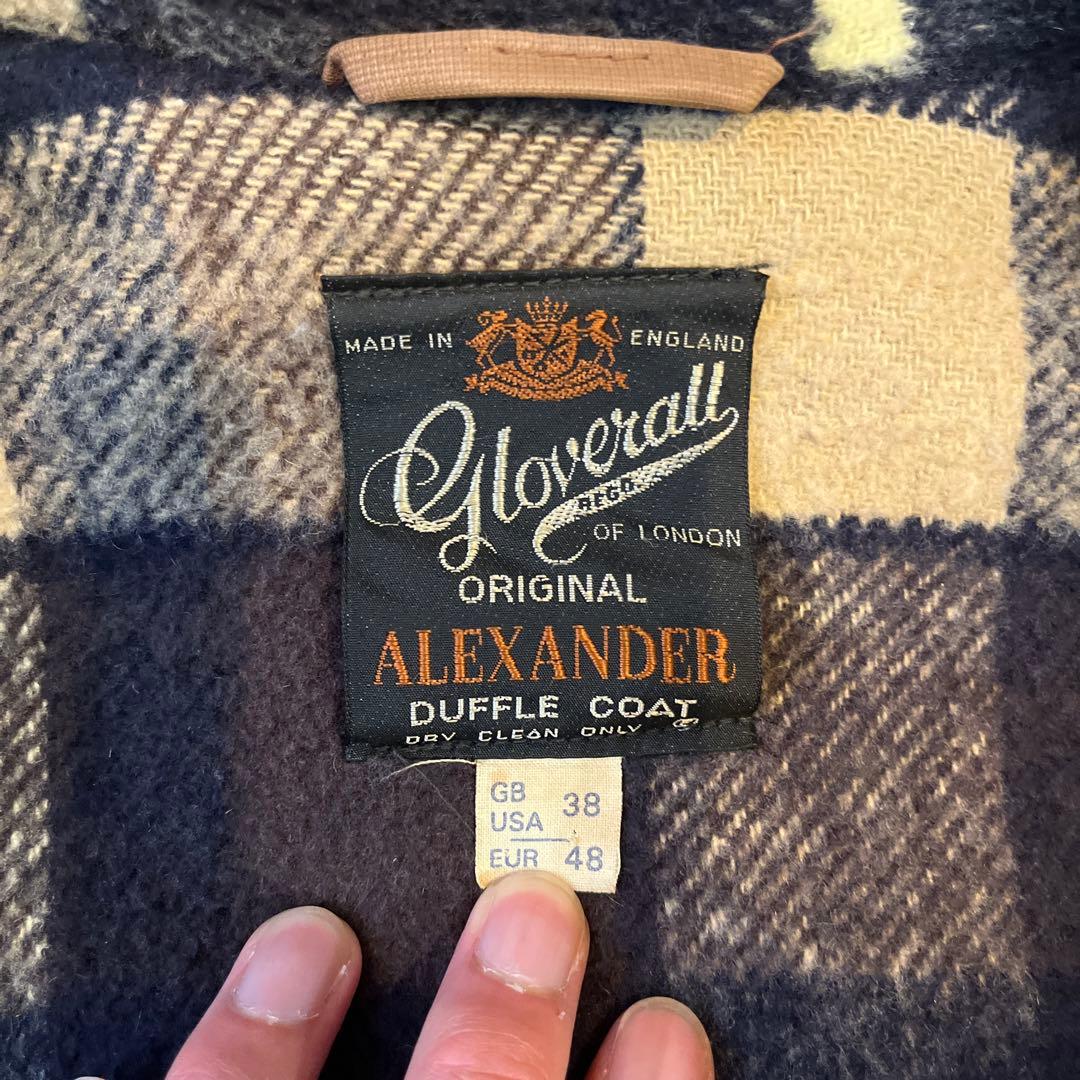 MADE IN ENGLAND
Gloverall
REGD.
OF LONDON
ORIGINAL
ALEXANDER
DUFFLE COAT
DRY CLEAN ONLY
GB
USA 38
EUR 48